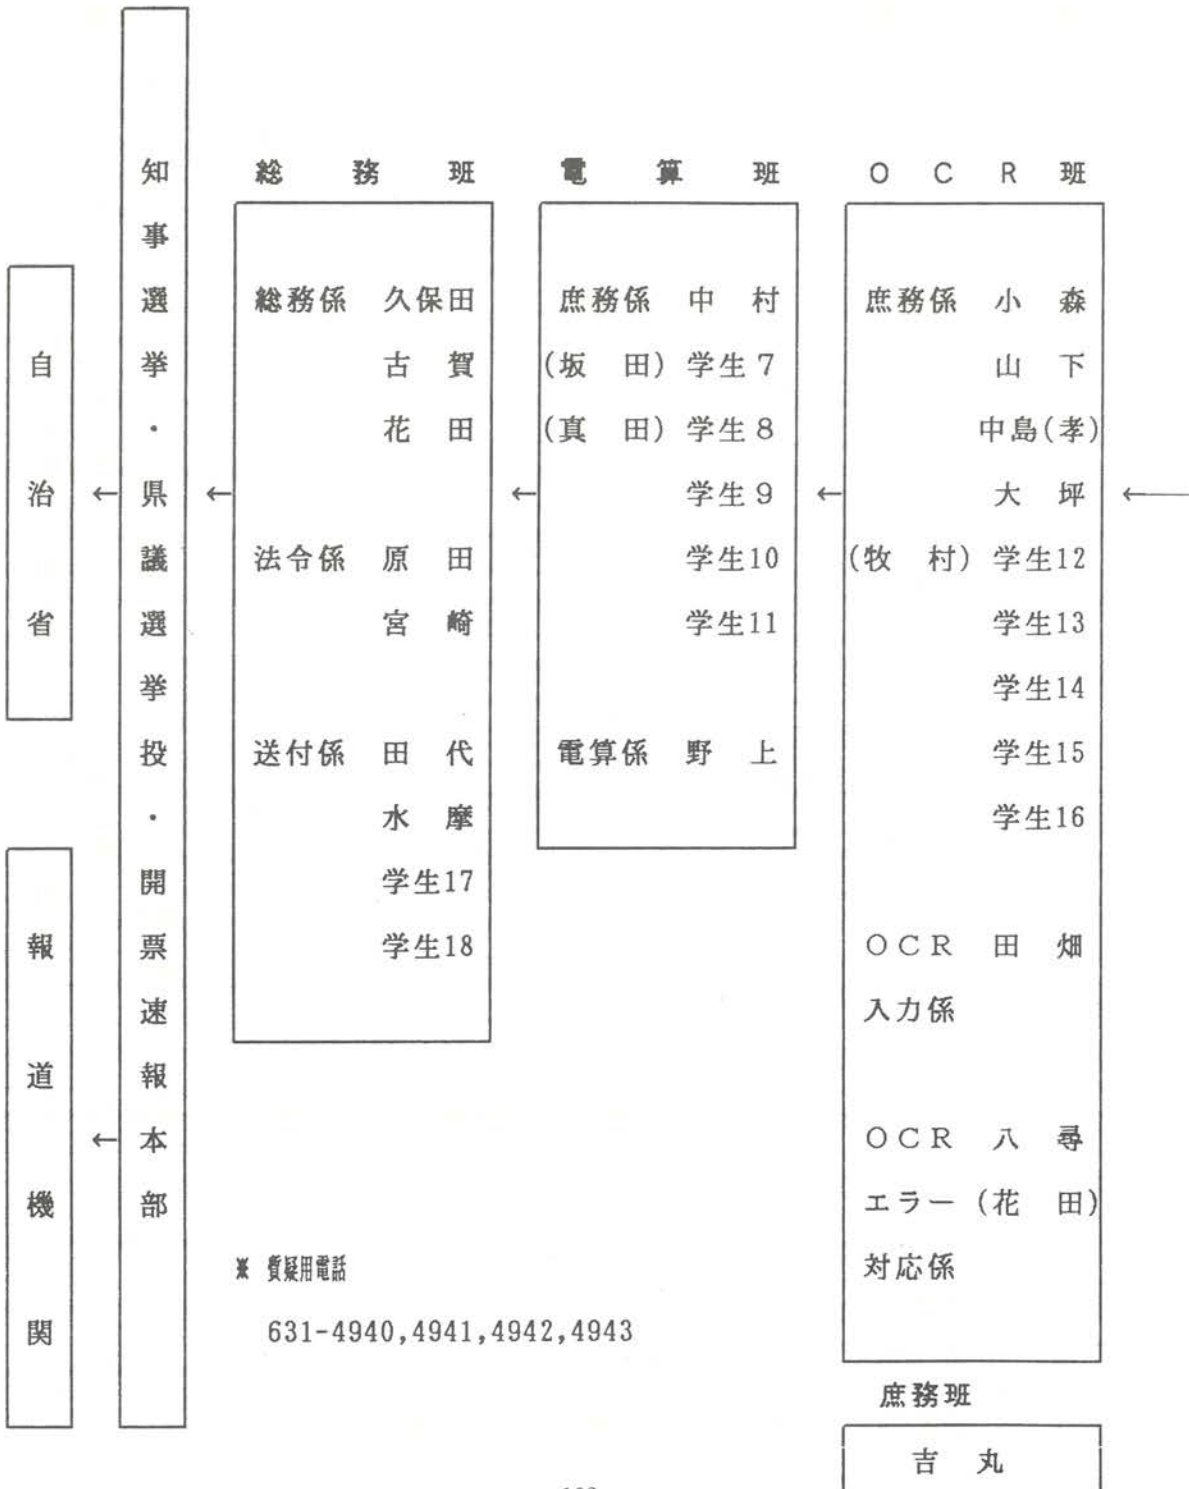 自治省
報道機関
←
←
知事選挙・県議選挙投・開票速報本部
←
総務班
総務係 久保田
古賀
花田
法令係 原田
宮崎
送付係 田代
水摩
学生17
学生18
←
電算班
庶務係 中村
(坂田) 学生7
(真田) 学生8
学生9
学生10
学生11
電算係 野上
←
OCR班
庶務係 小森
山下
中島(孝)
大坪
(牧村) 学生12
学生13
学生14
学生15
学生16
OCR 田畑
入力係
OCR 八尋
エラー (花田)
対応係
←
庶務班
吉丸
※ 質疑用電話
631-4940,4941,4942,4943